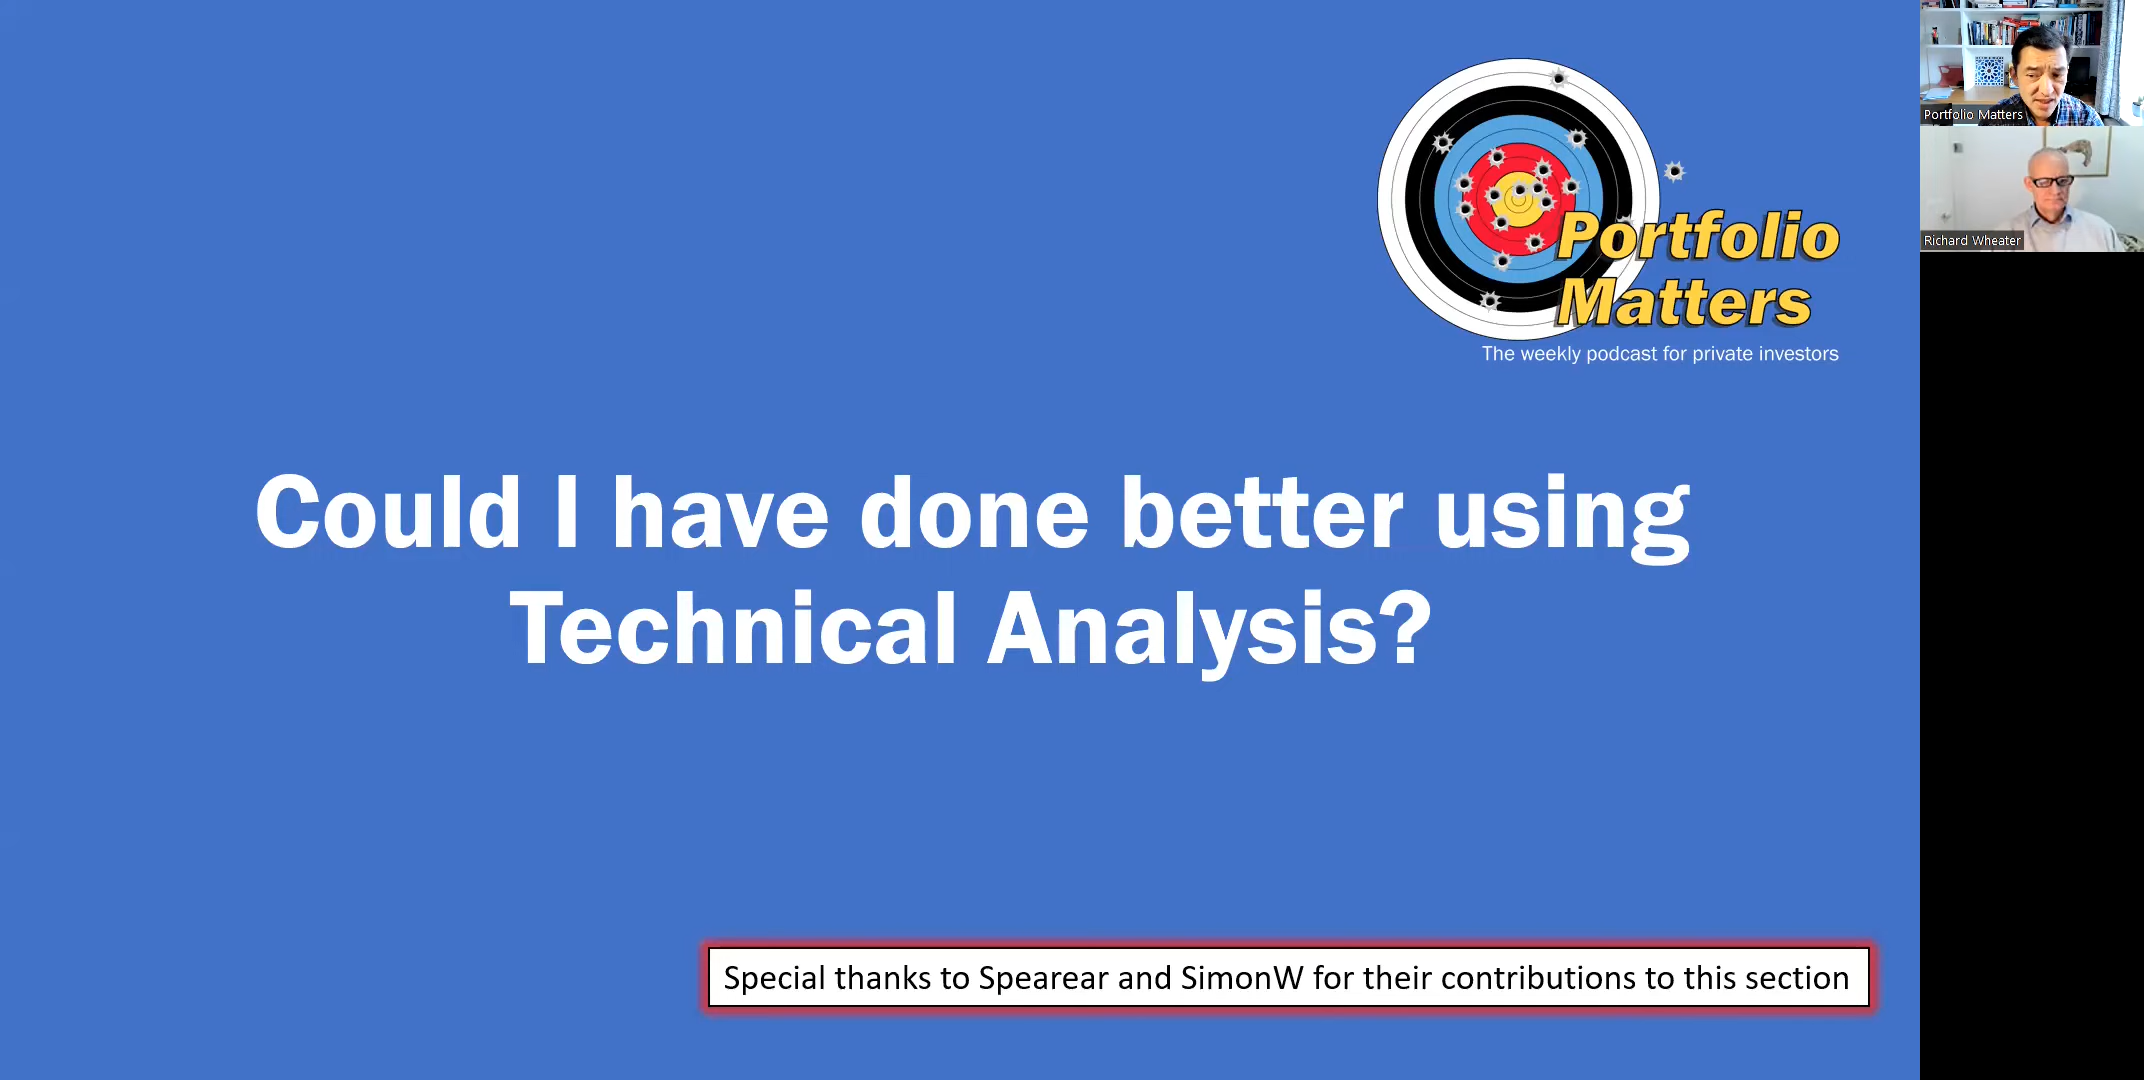 Portfolio
Matters
The weekly podcast for private investors
Could I have done better using
Technical Analysis?
Special thanks to Spearear and SimonW for their contributions to this section
Portfolio Matters
Richard Wheater